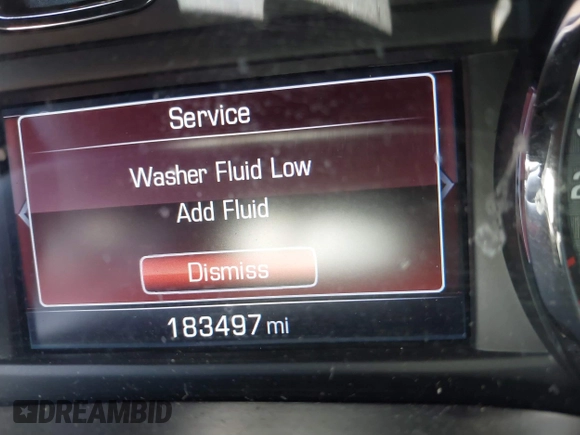 Service
Washer Fluid Low
Add Fluid
Dismiss
183497 mi
DREAMBID